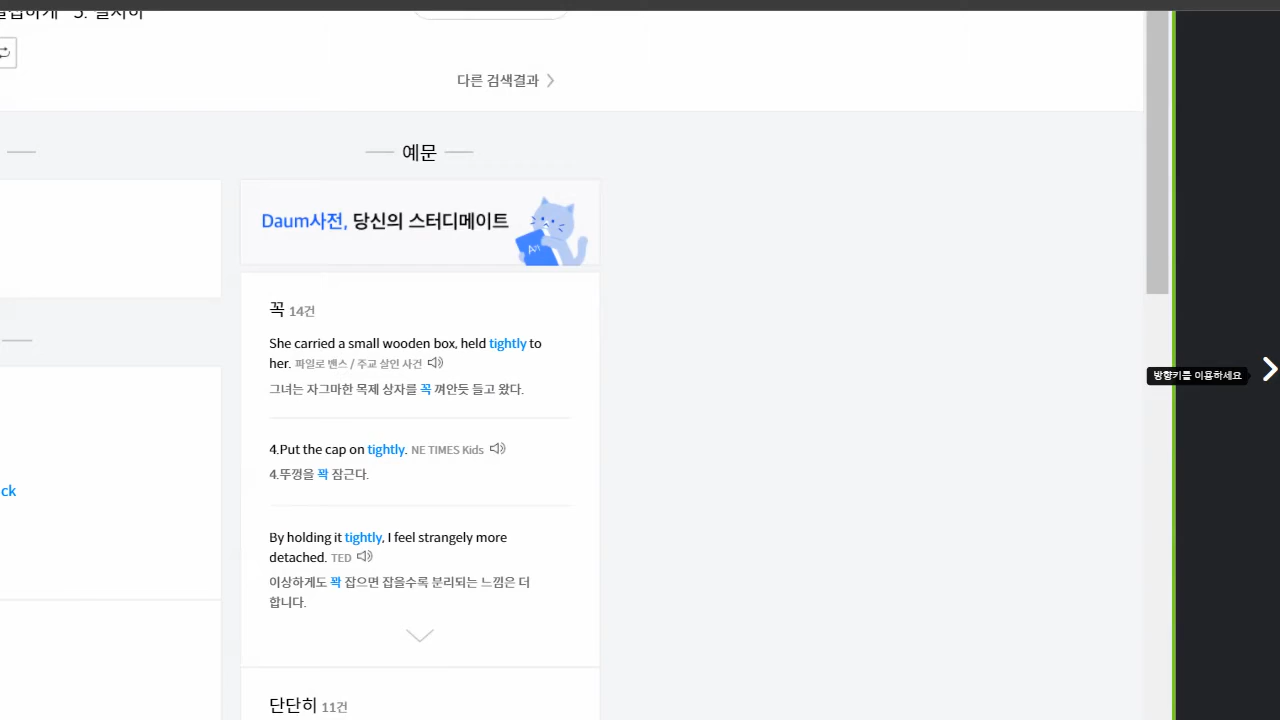 다른 검색결과
예문
Daum사전, 당신의 스터디메이트
꼭 14건
She carried a small wooden box, held tightly to
her. 파일로 밴스 / 주교 살인 사건
그녀는 자그마한 목제 상자를 꼭 껴안듯 들고 왔다.
4.Put the cap on tightly. NE TIMES Kids
4.뚜껑을 꽉 잠근다.
By holding it tightly, I feel strangely more
detached. TED
이상하게도 꽉 잡으면 잡을수록 분리되는 느낌은 더
합니다.
단단히 11건
ck
방향키를 이용하세요